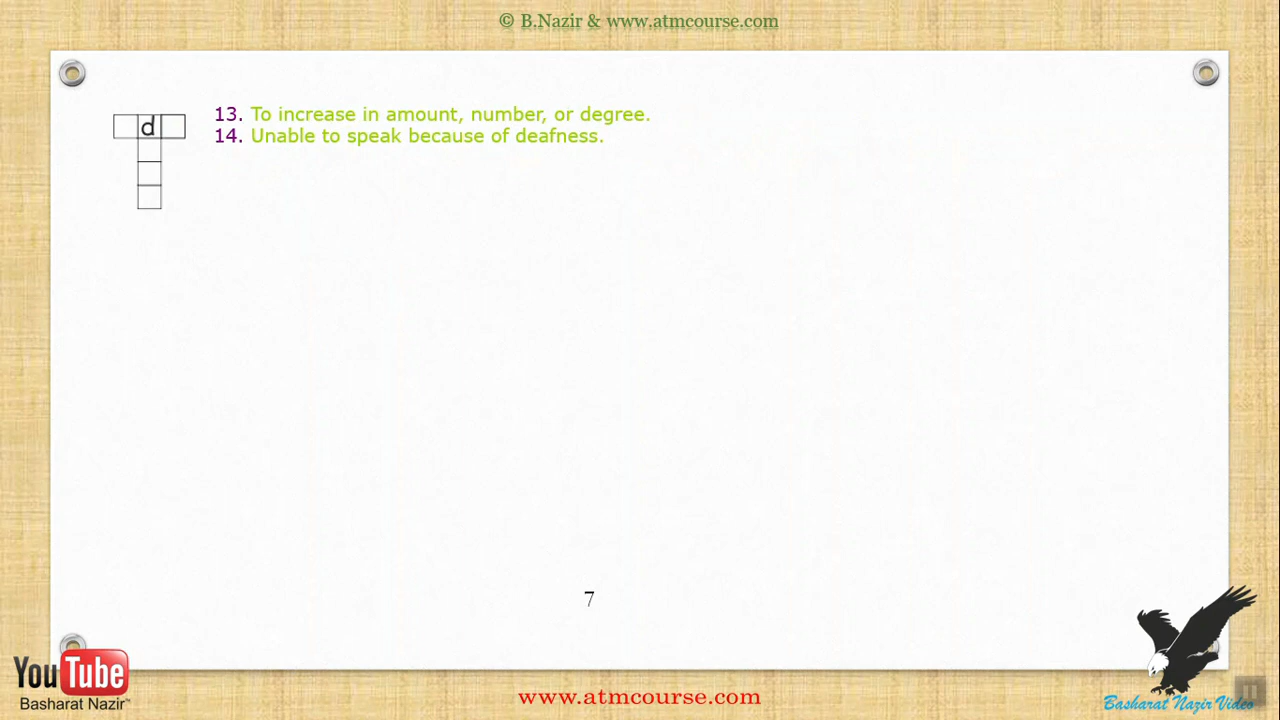 © B.Nazir & www.atmcourse.com
13. To increase in amount, number, or degree.
d
14. Unable to speak because of deafness.
7
YouTube
Basharat Nazir™
www.atmcourse.com
Basharat Nazir Video